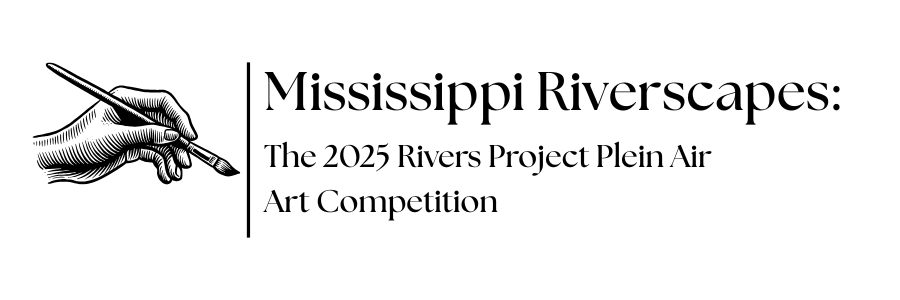 Mississippi Riverscapes:
The 2025 Rivers Project Plein Air
Art Competition